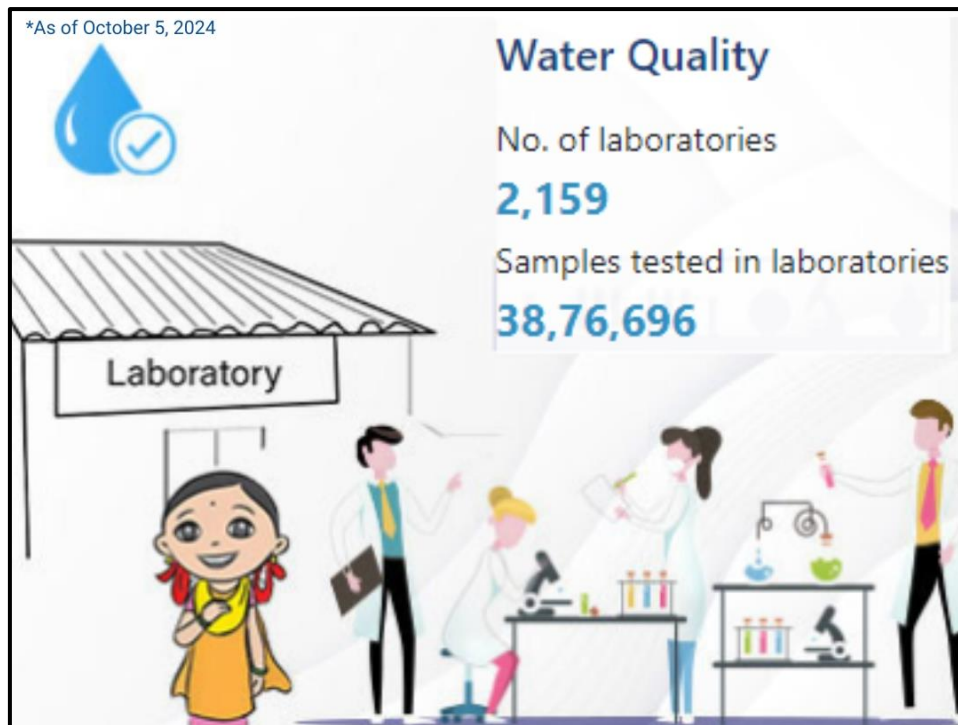 *As of October 5, 2024
Water Quality
No. of laboratories
2,159
Samples tested in laboratories
38,76,696
Laboratory